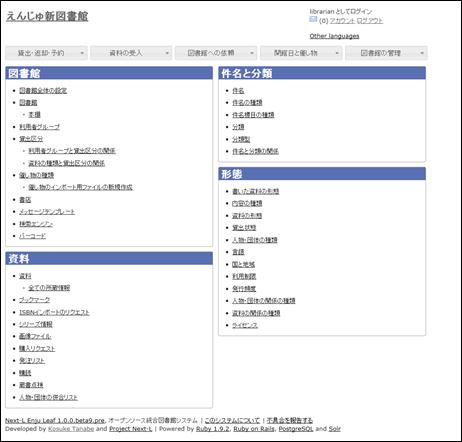 えんじゅ新図書館
librarian としてログイン
(0) アカウント ログアウト
Other languages
貸出・返却・予約
資料の受入
図書館への依頼
開館日と催し物
図書館の管理
図書館
図書館全体の設定
図書館
本棚
利用者グループ
貸出区分
利用者グループと貸出区分の関係
資料の種類と貸出区分の関係
催し物の種類
催し物のインポート用ファイルの新規作成
書店
メッセージテンプレート
検索エンジン
バーコード
資料
資料
全ての所蔵情報
ブックマーク
ISBNインポートのリクエスト
シリーズ情報
画像ファイル
購入リクエスト
発注リスト
購読
蔵書点検
人物・団体の併合リスト
件名と分類
件名
件名の種類
件名標目の種類
分類
分類型
件名と分類の関係
形態
書いた資料の形態
内容の種類
資料の形態
貸出状態
人物・団体の種類
言語
国と地域
利用制限
発行頻度
人物・団体の関係の種類
資料の関係の種類
ライセンス
Next-L Enju Leaf 1.0.0.beta9.pre, オープンソース統合図書館システム | このシステムについて | 不具合を報告する
Developed by Kosuke Tanabe and Project Next-L | Powered by Ruby 1.9.2, Ruby on Rails, PostgreSQL and Solr